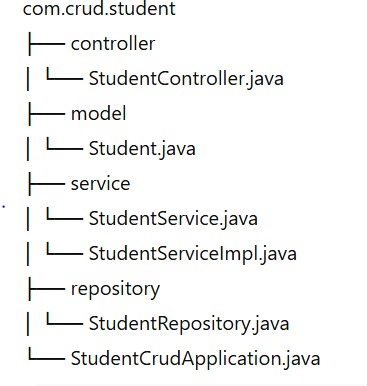 com.crud.student
├── controller
│ └── StudentController.java
├── model
│ └── Student.java
├── service
│ └── StudentService.java
│ └── StudentServiceImpl.java
├── repository
│ └── StudentRepository.java
└── StudentCrudApplication.java